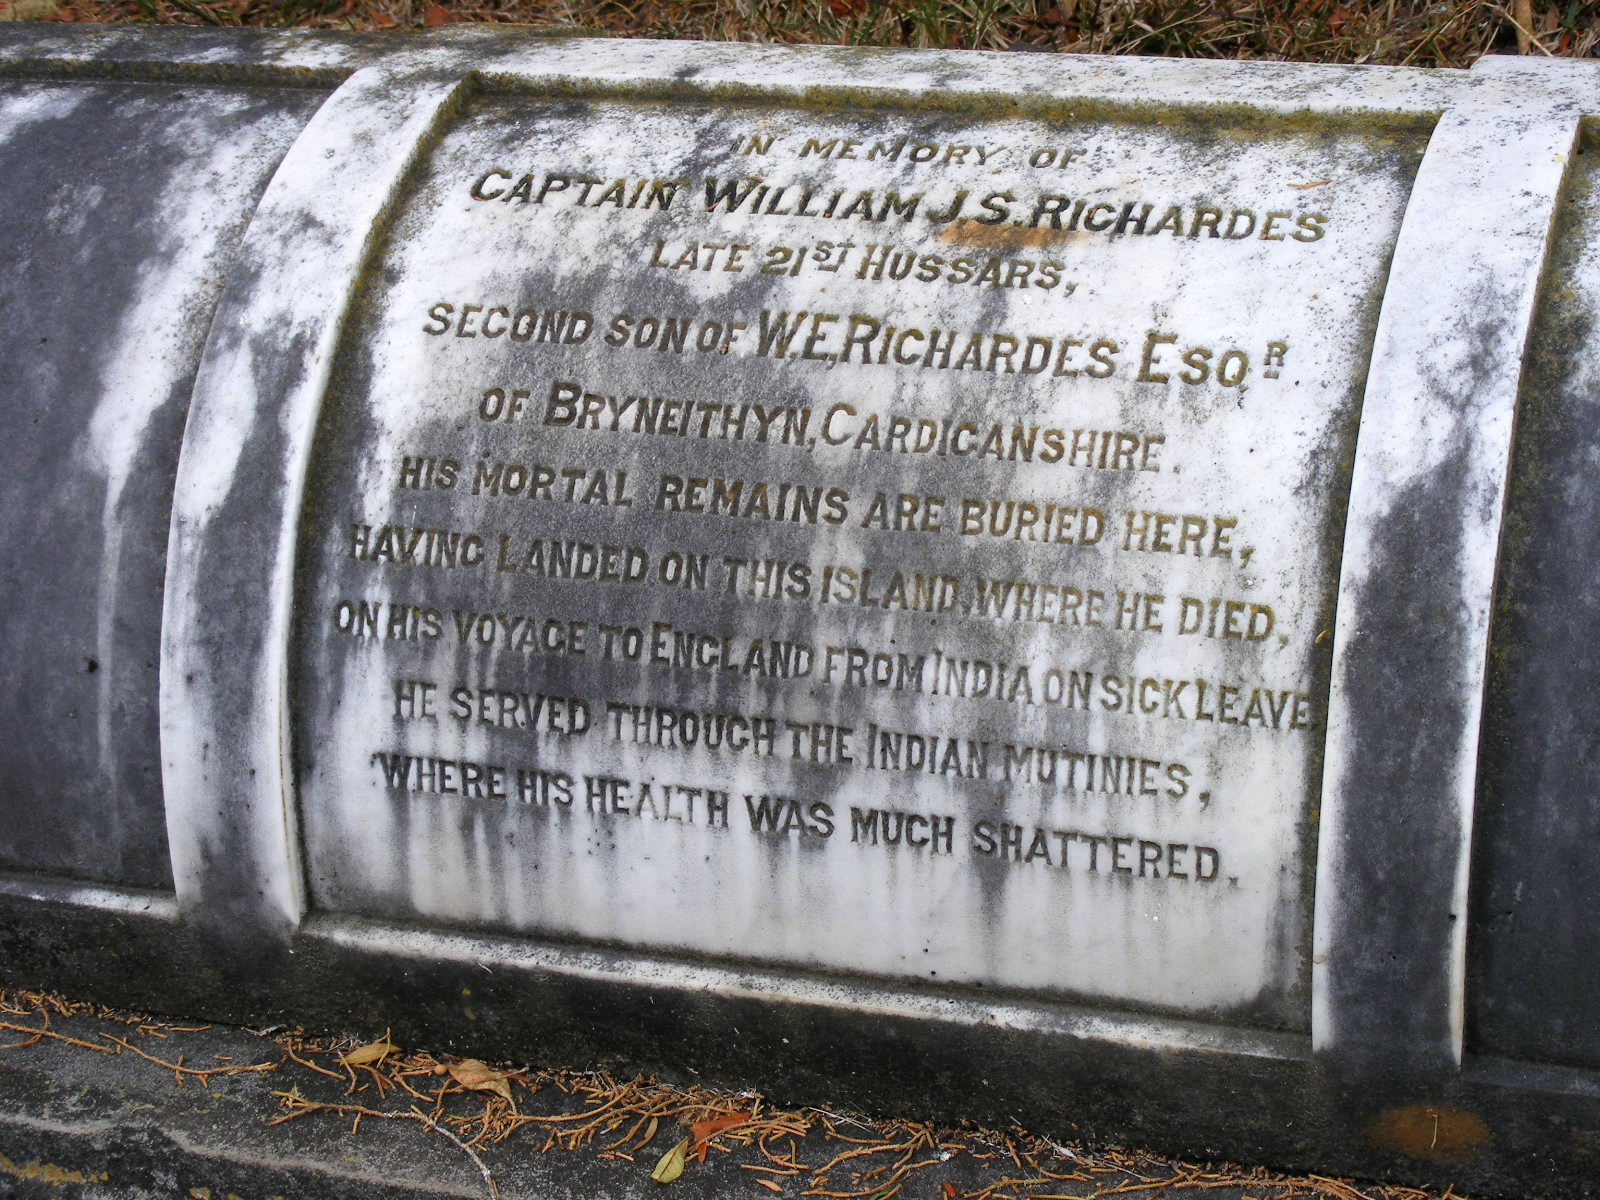 IN MEMORY OF
CAPTAIN WILLIAM J.S. RICHARDES
LATE 21ST HUSSARS,
SECOND SON OF W.E. RICHARDES ESQR
OF BRYNEITHYN, CARDIGANSHIRE.
HIS MORTAL REMAINS ARE BURIED HERE,
HAVING LANDED ON THIS ISLAND, WHERE HE DIED,
ON HIS VOYAGE TO ENGLAND FROM INDIA ON SICK LEAVE.
HE SERVED THROUGH THE INDIAN MUTINIES,
WHERE HIS HEALTH WAS MUCH SHATTERED.